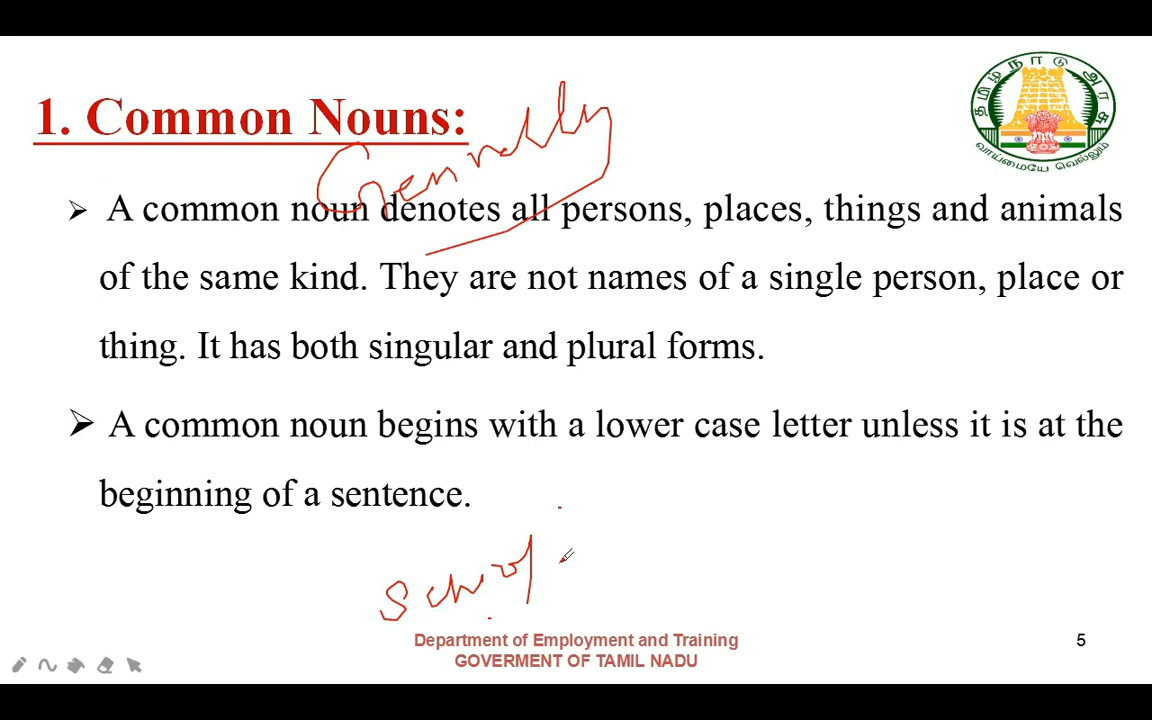 1. Common Nouns:
Gennally
➢ A common noun denotes all persons, places, things and animals
of the same kind. They are not names of a single person, place or
thing. It has both singular and plural forms.
➢ A common noun begins with a lower case letter unless it is at the
beginning of a sentence.
School
Department of Employment and Training
GOVERMENT OF TAMIL NADU
5
தமிழ்நாடு அரசு
வாய்மையே வெல்லும்